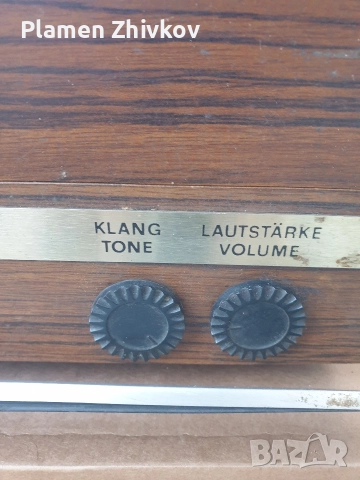 Plamen Zhivkov
KLANG
TONE
LAUTSTÄRKE
VOLUME
BAZAR